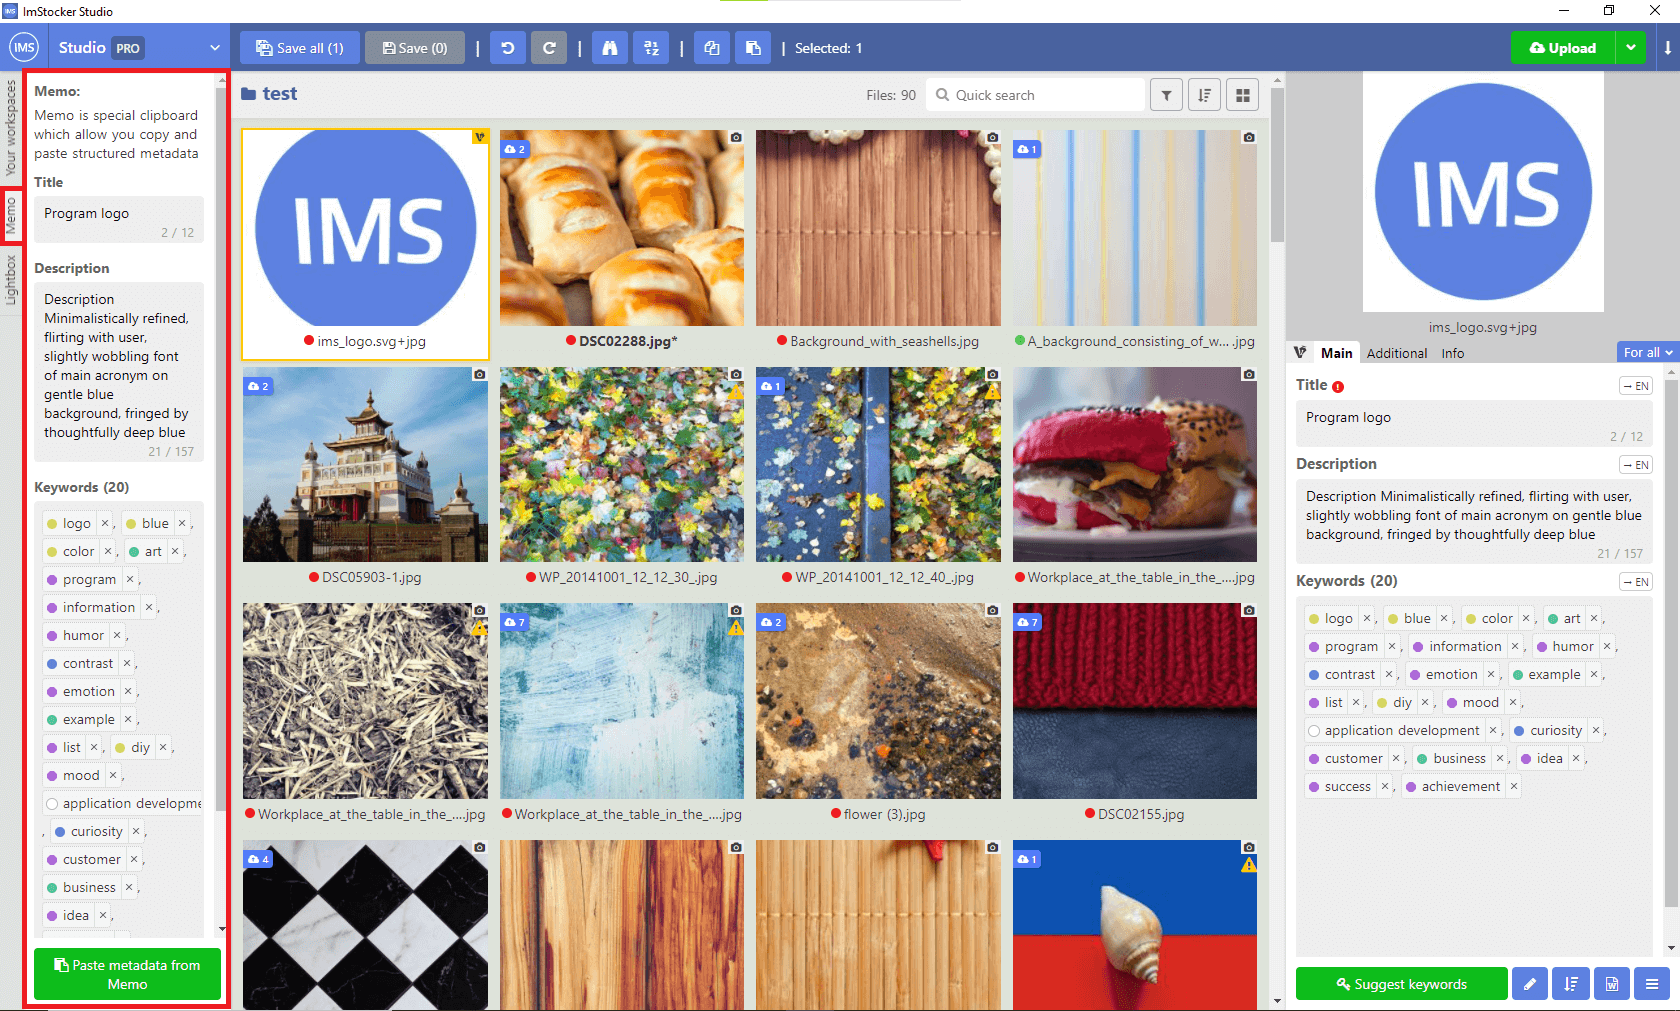 IMS ImStocker Studio
IMS Studio PRO
Save all (1) Save (0) | | | | Selected: 1
Upload
Your workspaces
Memo
Lightbox
Memo:
Memo is special clipboard
which allow you copy and
paste structured metadata
Title
Program logo
2 / 12
Description
Description
Minimalistically refined,
flirting with user,
slightly wobbling font
of main acronym on
gentle blue
background, fringed by
thoughtfully deep blue
21 / 157
Keywords (20)
logo ×, blue ×,
color ×, art ×,
program ×,
information ×,
humor ×,
contrast ×,
emotion ×,
example ×,
list ×, diy ×,
mood ×,
application developme
, curiosity ×,
customer ×,
business ×,
idea ×,
Paste metadata from
Memo
test
Files: 90
Quick search
IMS
2
1
ims_logo.svg+jpg
DSC02288.jpg*
Background_with_seashells.jpg
A_background_consisting_of_w... .jpg
2
1
DSC05903-1.jpg
WP_20141001_12_12_30_.jpg
WP_20141001_12_12_40_.jpg
Workplace_at_the_table_in_the_....jpg
7
2
7
Workplace_at_the_table_in_the_....jpg
Workplace_at_the_table_in_the_....jpg
flower (3).jpg
DSC02155.jpg
4
1
IMS
ims_logo.svg+jpg
Main Additional Info For all
Title → EN
Program logo
2 / 12
Description → EN
Description Minimalistically refined, flirting with user,
slightly wobbling font of main acronym on gentle blue
background, fringed by thoughtfully deep blue
21 / 157
Keywords (20) → EN
logo ×, blue ×, color ×, art ×,
program ×, information ×, humor ×,
contrast ×, emotion ×, example ×,
list ×, diy ×, mood ×,
application development ×, curiosity ×,
customer ×, business ×, idea ×,
success ×, achievement ×
Suggest keywords